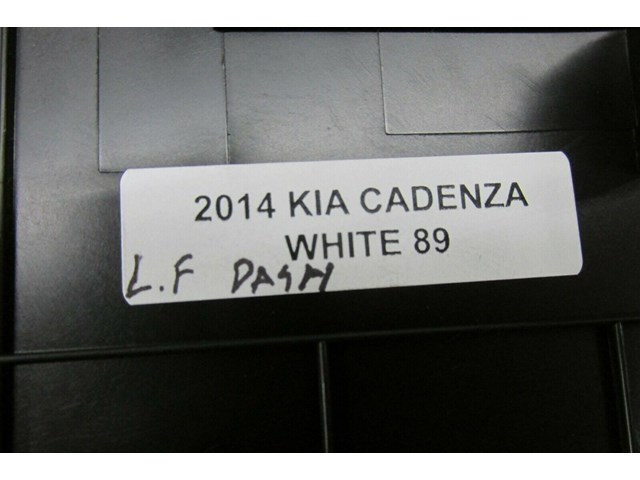 2014 KIA CADENZA
WHITE 89
L.F DASH